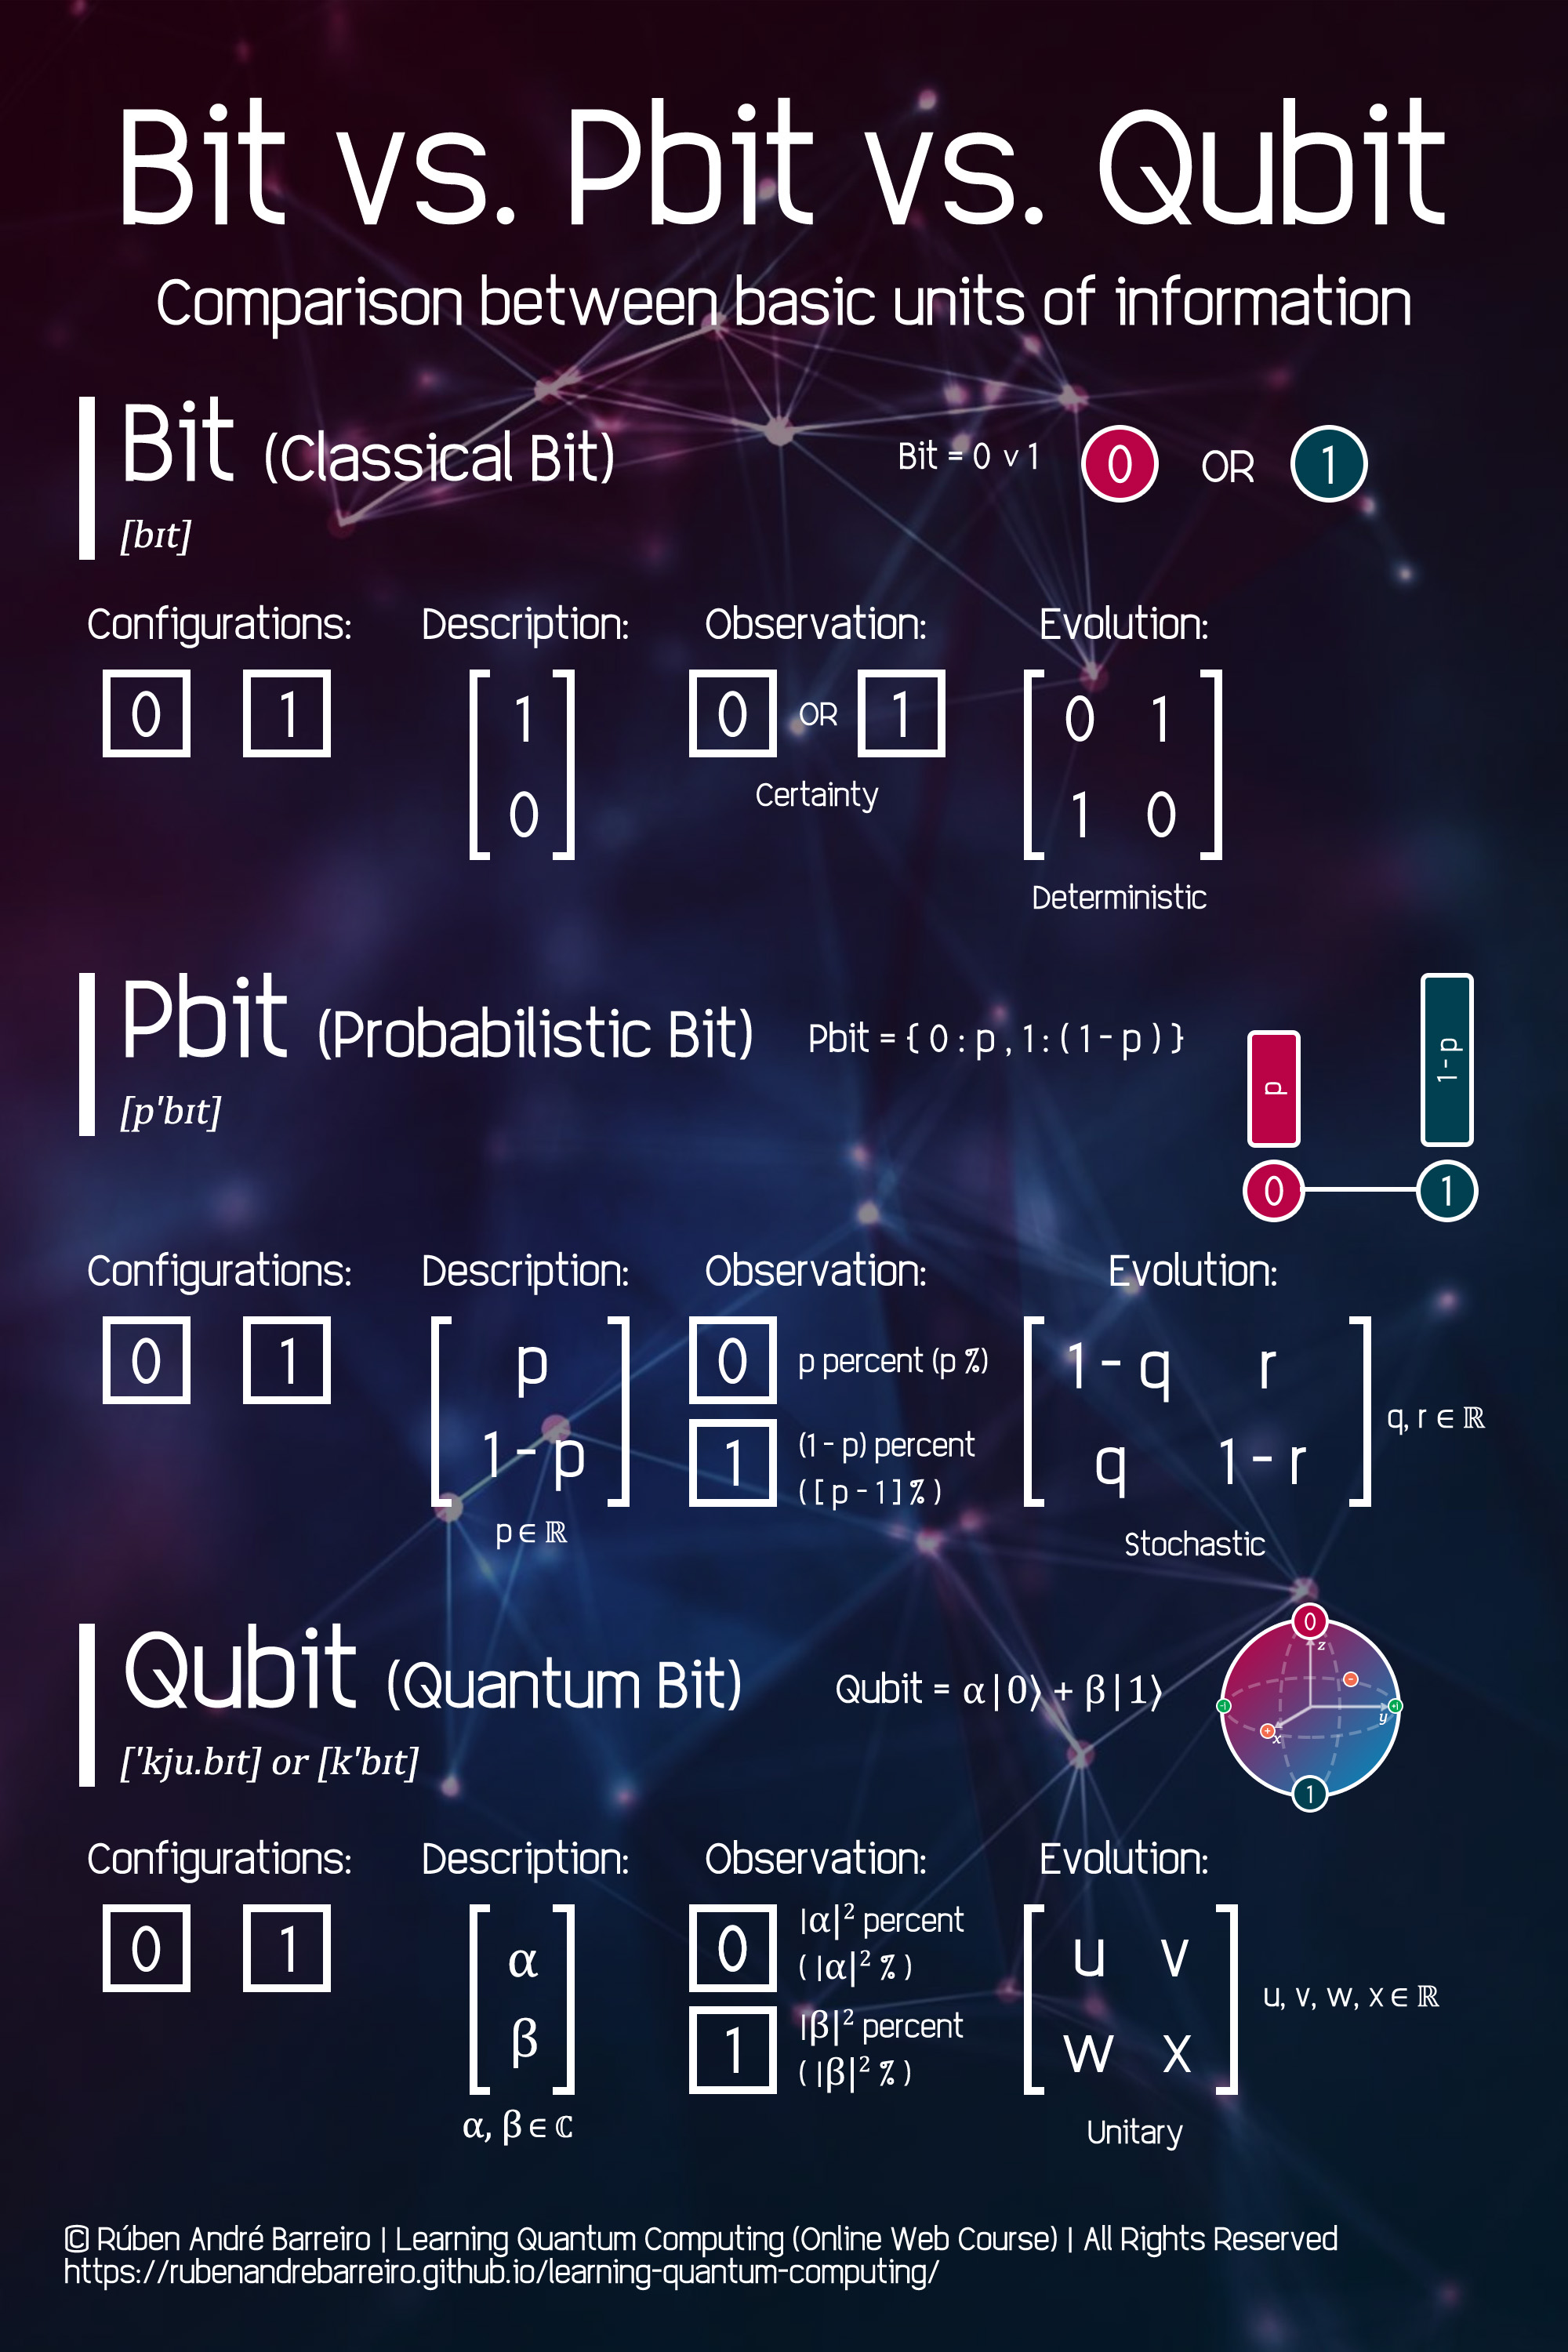 Bit vs. Pbit vs. Qubit
Comparison between basic units of information
Bit (Classical Bit)
Bit = 0 ∨ 1
0 OR 1
[bɪt]
Configurations: Description: Observation: Evolution:
0 1
1
0
0 OR 1
Certainty
0 1
1 0
Deterministic
Pbit (Probabilistic Bit)
Pbit = { 0 : p , 1 : ( 1 - p ) }
p
1 - p
0 1
[p'bɪt]
Configurations: Description: Observation: Evolution:
0 1
p
1 - p
p ∈ ℝ
0 p percent (p %)
1 (1 - p) percent
( [ p - 1 ] % )
1 - q r
q 1 - r
q, r ∈ ℝ
Stochastic
Qubit (Quantum Bit)
Qubit = α|0⟩ + β|1⟩
0
z
-
-i
+i
y
+
x
1
['kju.bɪt] or [k'bɪt]
Configurations: Description: Observation: Evolution:
0 1
α
β
α, β ∈ ℂ
0 |α|² percent
( |α|² % )
1 |β|² percent
( |β|² % )
u v
w x
u, v, w, x ∈ ℝ
Unitary
© Rúben André Barreiro | Learning Quantum Computing (Online Web Course) | All Rights Reserved
https://rubenandrebarreiro.github.io/learning-quantum-computing/